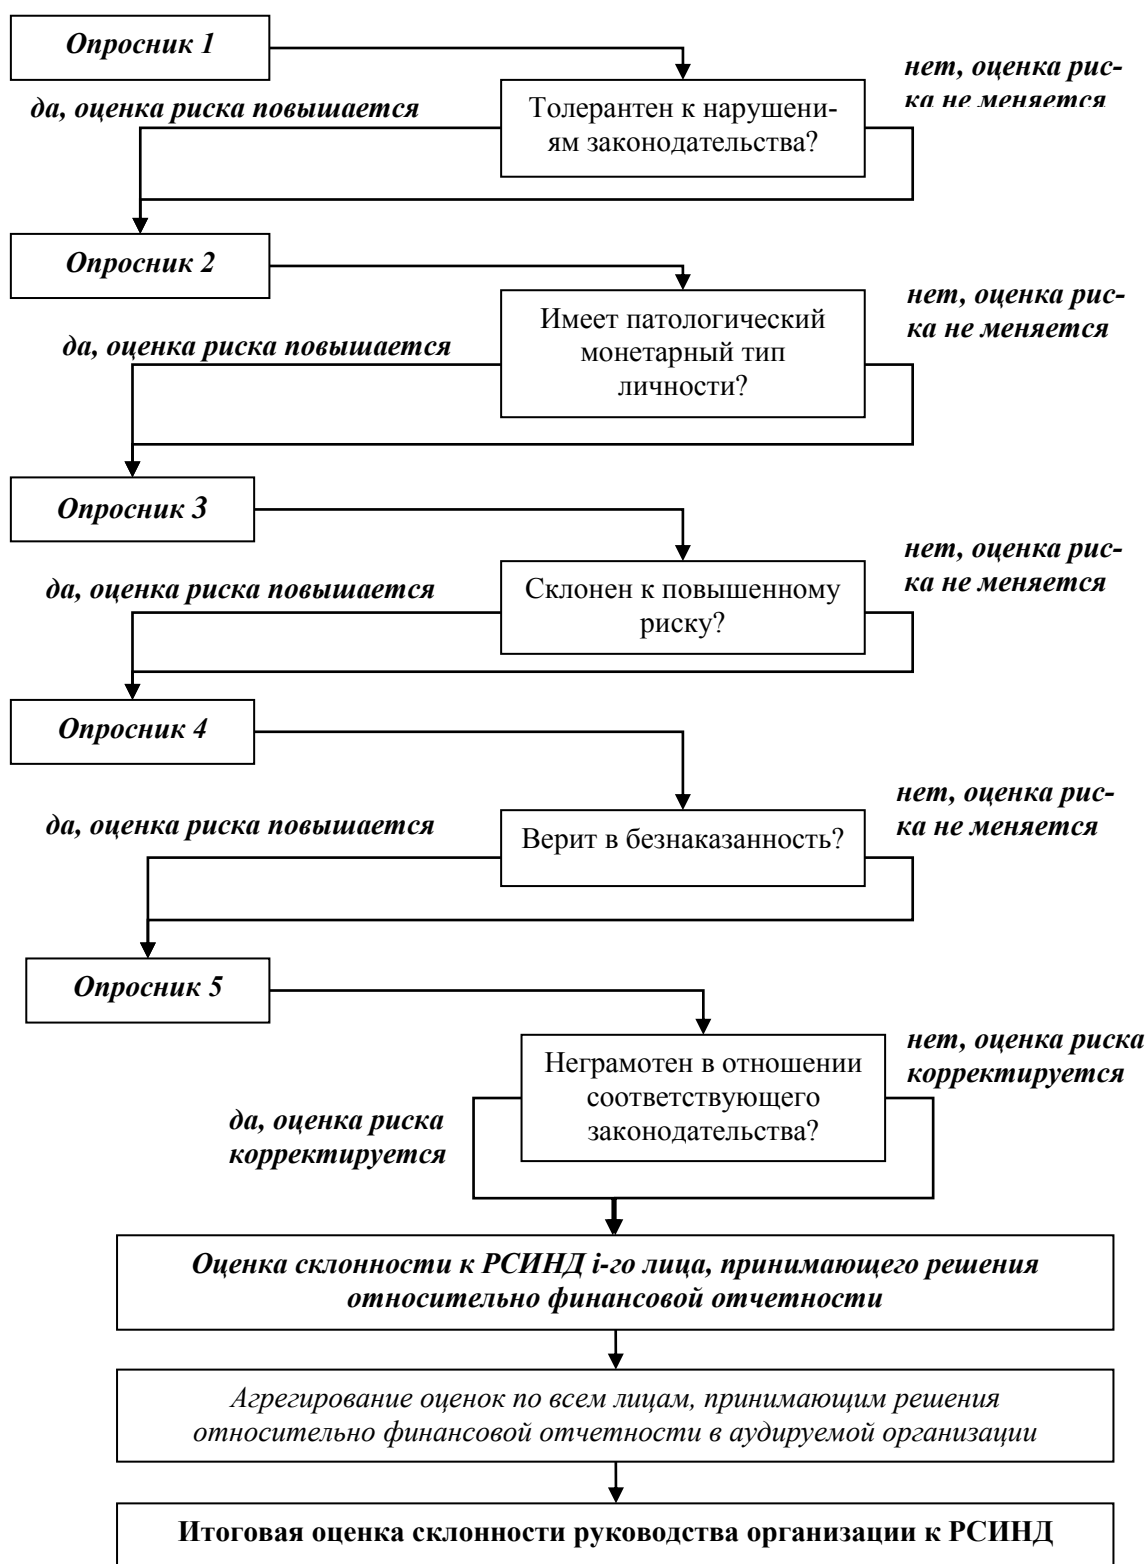 Опросник 1
нет, оценка рис-
ка не меняется
да, оценка риска повышается
Толерантен к нарушени-
ям законодательства?
Опросник 2
нет, оценка рис-
ка не меняется
да, оценка риска повышается
Имеет патологический
монетарный тип
личности?
Опросник 3
нет, оценка рис-
ка не меняется
да, оценка риска повышается
Склонен к повышенному
риску?
Опросник 4
нет, оценка рис-
ка не меняется
да, оценка риска повышается
Верит в безнаказанность?
Опросник 5
нет, оценка риска
корректируется
Неграмотен в отношении
соответствующего
законодательства?
да, оценка риска
корректируется
Оценка склонности к РСИНД i-го лица, принимающего решения
относительно финансовой отчетности
Агрегирование оценок по всем лицам, принимающим решения
относительно финансовой отчетности в аудируемой организации
Итоговая оценка склонности руководства организации к РСИНД